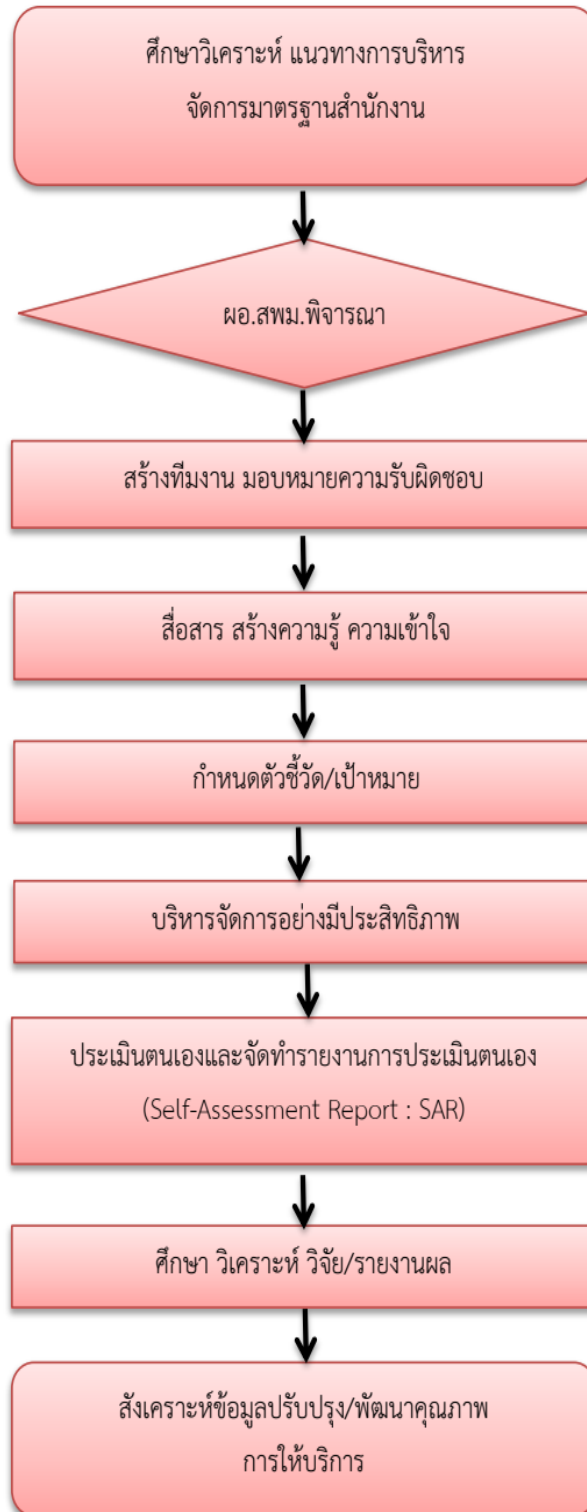 ศึกษาวิเคราะห์ แนวทางการบริหาร
จัดการมาตรฐานสำนักงาน
ผอ.สพม.พิจารณา
สร้างทีมงาน มอบหมายความรับผิดชอบ
สื่อสาร สร้างความรู้ ความเข้าใจ
กำหนดตัวชี้วัด/เป้าหมาย
บริหารจัดการอย่างมีประสิทธิภาพ
ประเมินตนเองและจัดทำรายงานการประเมินตนเอง
(Self-Assessment Report : SAR)
ศึกษา วิเคราะห์ วิจัย/รายงานผล
สังเคราะห์ข้อมูลปรับปรุง/พัฒนาคุณภาพ
การให้บริการ